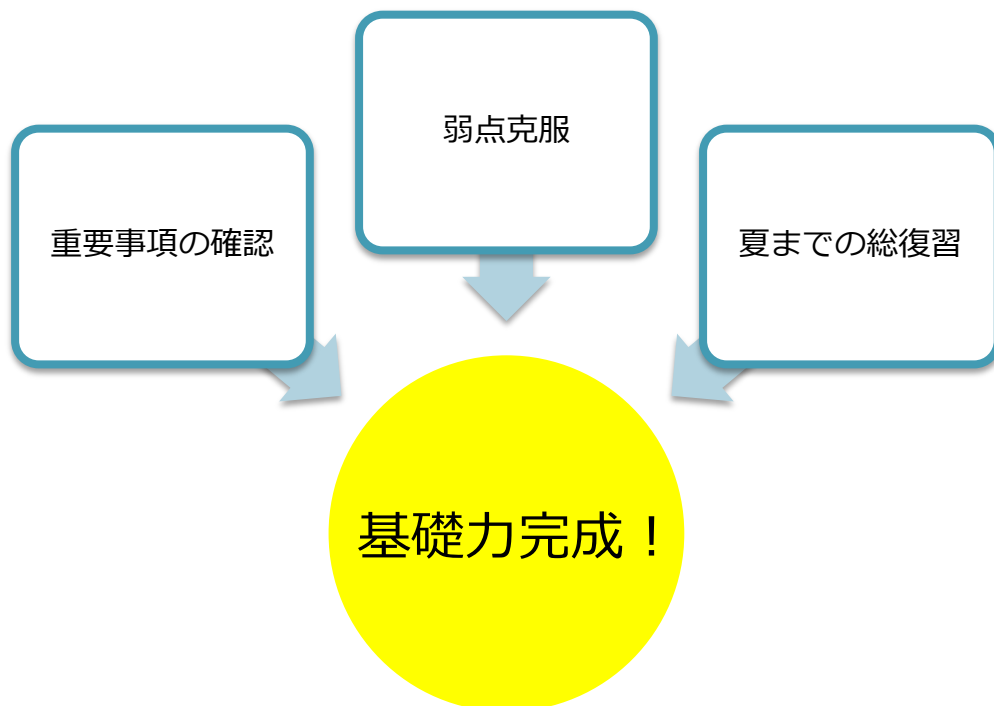 重要事項の確認
弱点克服
夏までの総復習
基礎力完成！